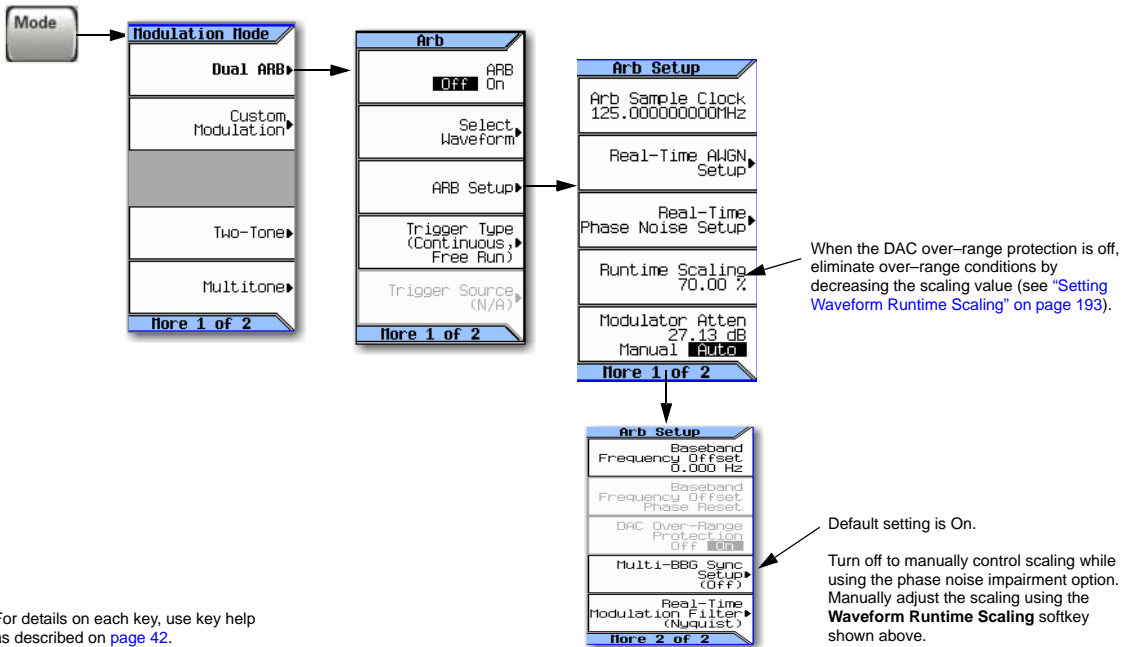 Mode
Modulation Mode
Dual ARB
Custom
Modulation
Two-Tone
Multitone
More 1 of 2
Arb
ARB
Off On
Select
Waveform
ARB Setup
Trigger Type
(Continuous,
Free Run)
Trigger Source
(N/A)
More 1 of 2
Arb Setup
Arb Sample Clock
125.000000000MHz
Real-Time AWGN
Setup
Real-Time
Phase Noise Setup
Runtime Scaling
70.00 %
Modulator Atten
27.13 dB
Manual Auto
More 1 of 2
When the DAC over–range protection is off,
eliminate over–range conditions by
decreasing the scaling value (see “Setting
Waveform Runtime Scaling” on page 193).
Arb Setup
Baseband
Frequency Offset
0.000 Hz
Baseband
Frequency Offset
Phase Reset
DAC Over-Range
Protection
Off On
Multi-BBG Sync
Setup
(Off)
Real-Time
Modulation Filter
(Nyquist)
More 2 of 2
Default setting is On.
Turn off to manually control scaling while
using the phase noise impairment option.
Manually adjust the scaling using the
Waveform Runtime Scaling softkey
shown above.
For details on each key, use key help
as described on page 42.